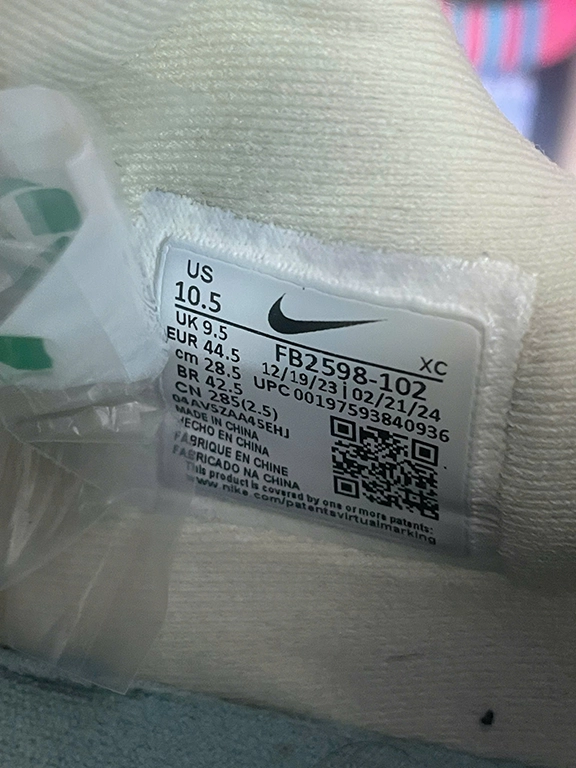 US
10.5
UK 9.5
EUR 44.5
cm 28.5
BR 42.5
CN 285(2.5)
04AV5ZAA45EHJ
MADE IN CHINA
HECHO EN CHINA
FABRIQUE EN CHINE
FABRICADO NA CHINA
This product is covered by one or more patents:
www.nike.com/patentsvirtualmarking
XC
FB2598-102
12/19/23 | 02/21/24
UPC 00197593840936